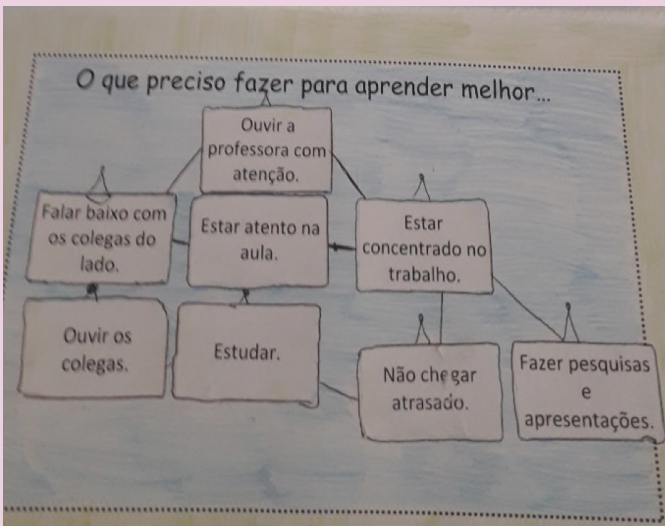 O que preciso fazer para aprender melhor...
Ouvir a
professora com
atenção.
Falar baixo com
os colegas do
lado.
Estar atento na
aula.
Estar
concentrado no
trabalho.
Ouvir os
colegas.
Estudar.
Não chegar
atrasado.
Fazer pesquisas
e
apresentações.